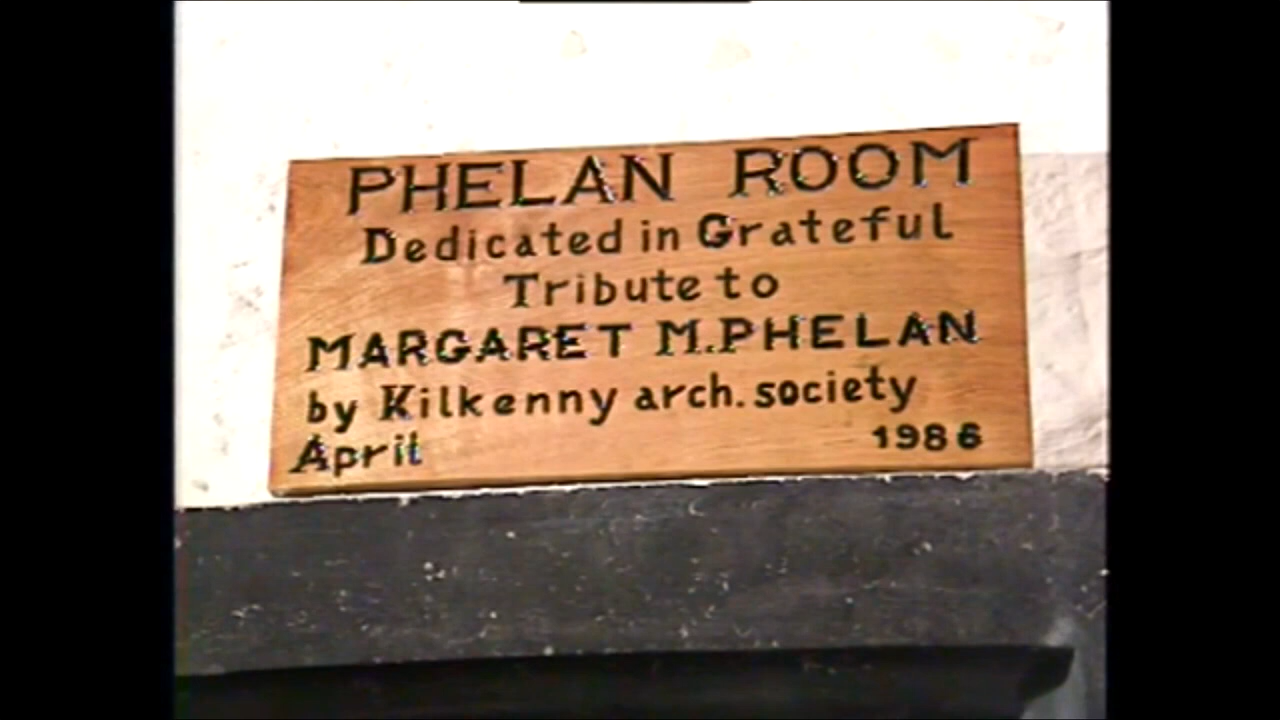 PHELAN ROOM
Dedicated in Grateful
Tribute to
MARGARET M.PHELAN
by Kilkenny arch. society
April 1986